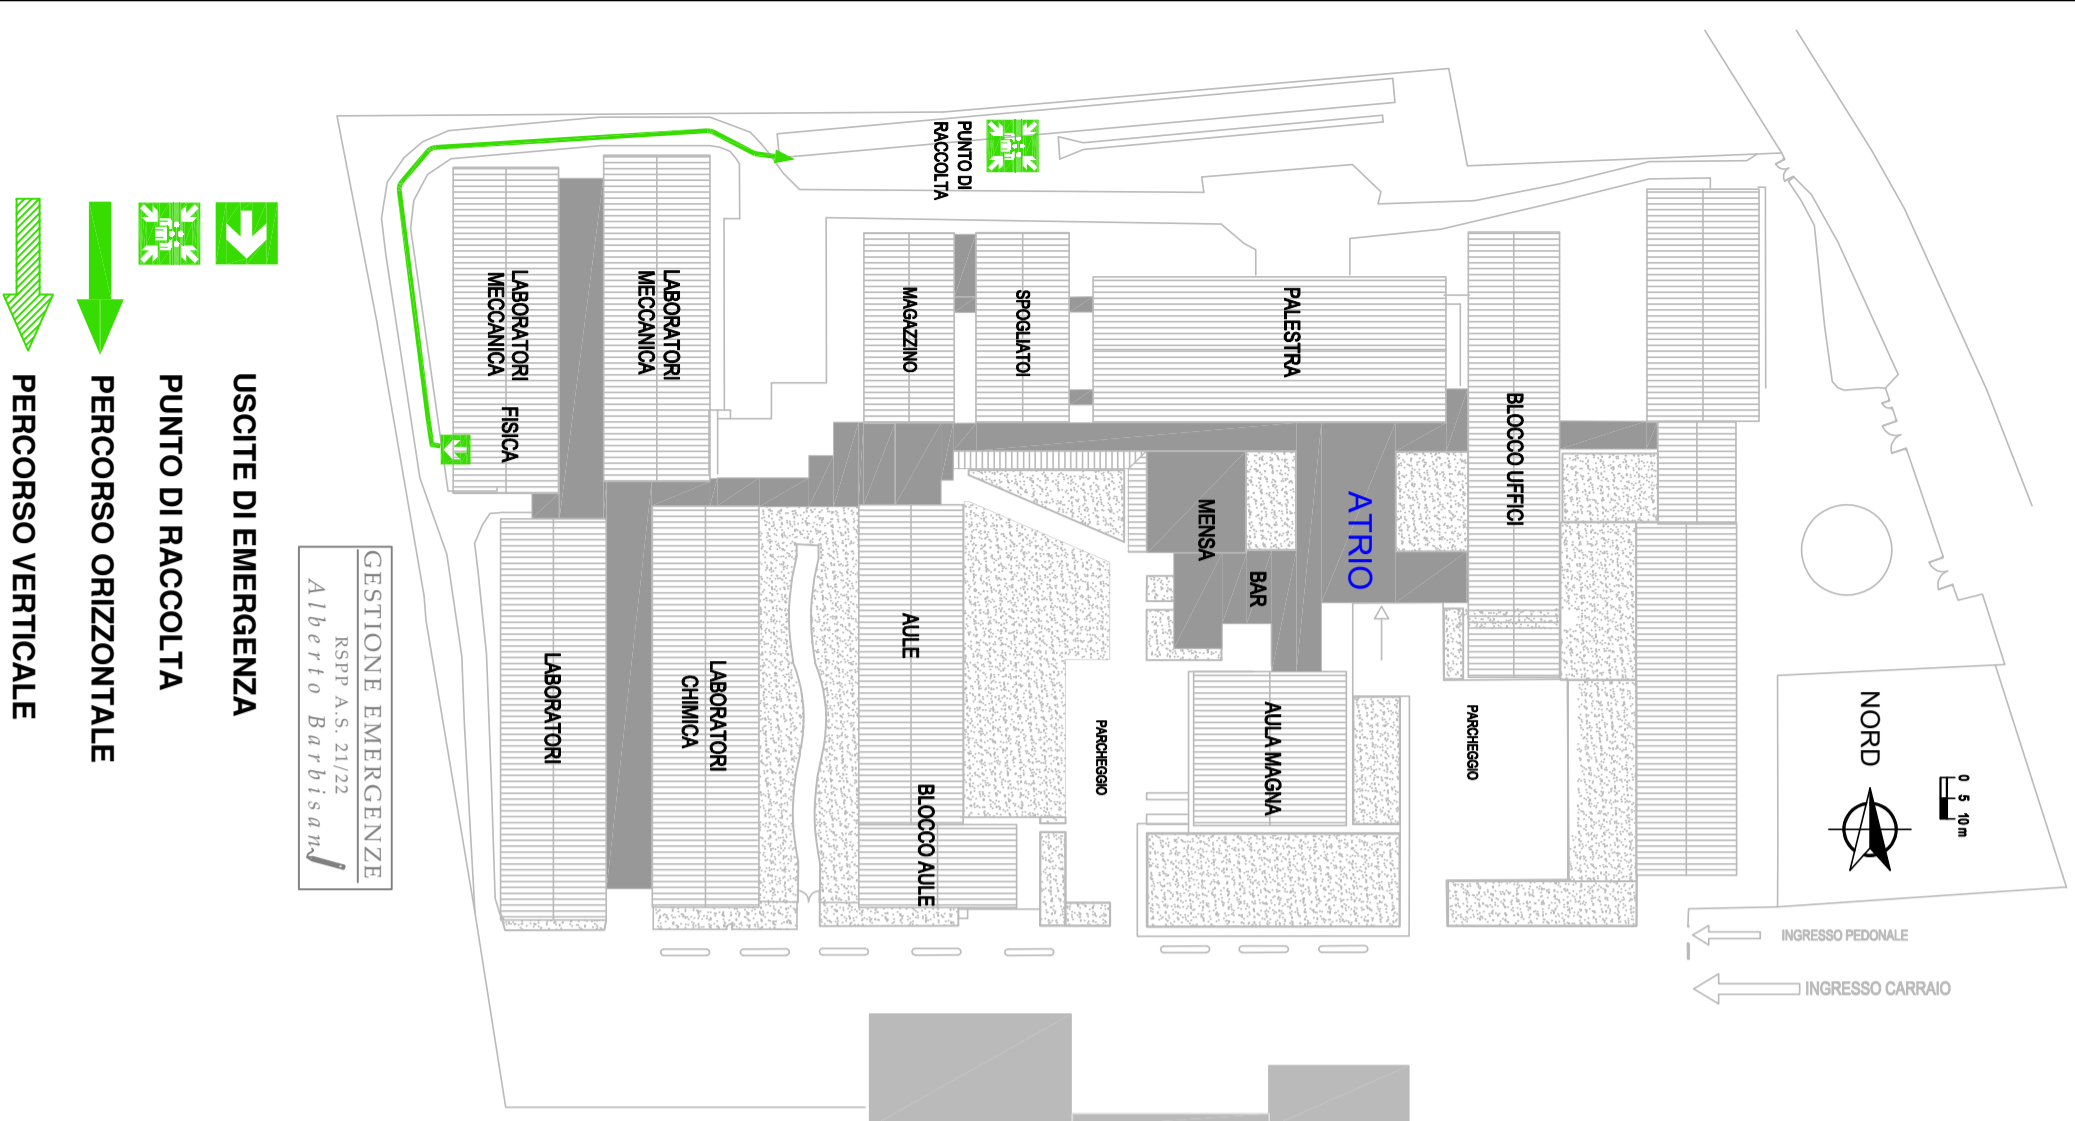 PUNTO DI
RACCOLTA
LABORATORI
MECCANICA
FISICA
LABORATORI
MECCANICA
MAGAZZINO
SPOGLIATOI
PALESTRA
BLOCCO UFFICI
MENSA
BAR
ATRIO
AULE
BLOCCO AULE
LABORATORI
LABORATORI
CHIMICA
AULA MAGNA
PARCHEGGIO
PARCHEGGIO
NORD
0 5 10 m
INGRESSO PEDONALE
INGRESSO CARRAIO
USCITE DI EMERGENZA
PUNTO DI RACCOLTA
PERCORSO ORIZZONTALE
PERCORSO VERTICALE
GESTIONE EMERGENZE
RSPP A.S. 21/22
Alberto Barbisan